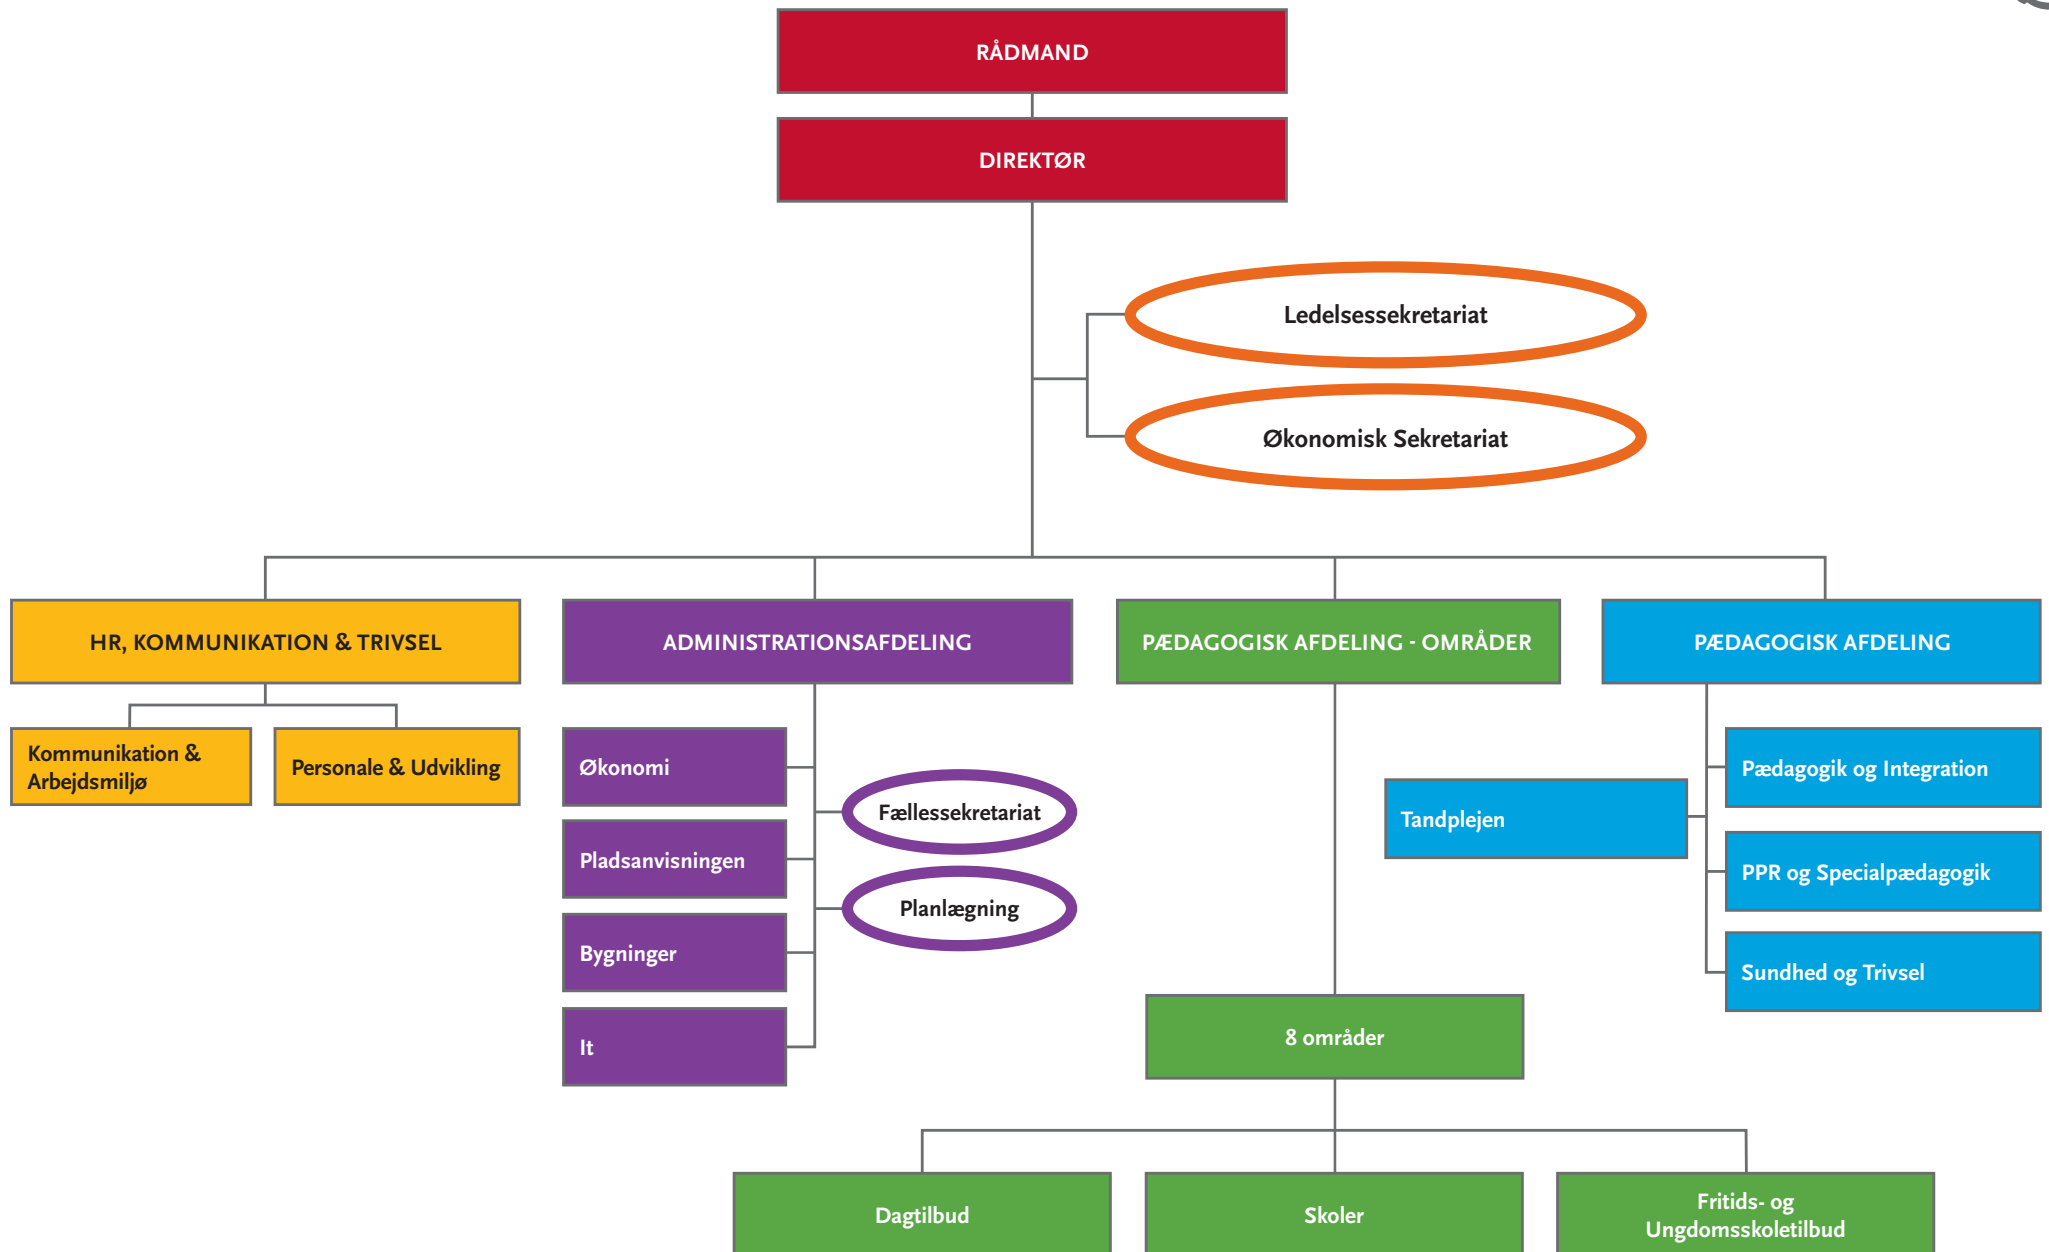 RÅDMAND
DIREKTØR
Ledelsessekretariat
Økonomisk Sekretariat
HR, KOMMUNIKATION & TRIVSEL
ADMINISTRATIONSAFDELING
PÆDAGOGISK AFDELING - OMRÅDER
PÆDAGOGISK AFDELING
Kommunikation &
Arbejdsmiljø
Personale & Udvikling
Økonomi
Pladsanvisningen
Bygninger
It
Fællessekretariat
Planlægning
Tandplejen
Pædagogik og Integration
PPR og Specialpædagogik
Sundhed og Trivsel
8 områder
Dagtilbud
Skoler
Fritids- og
Ungdomsskoletilbud